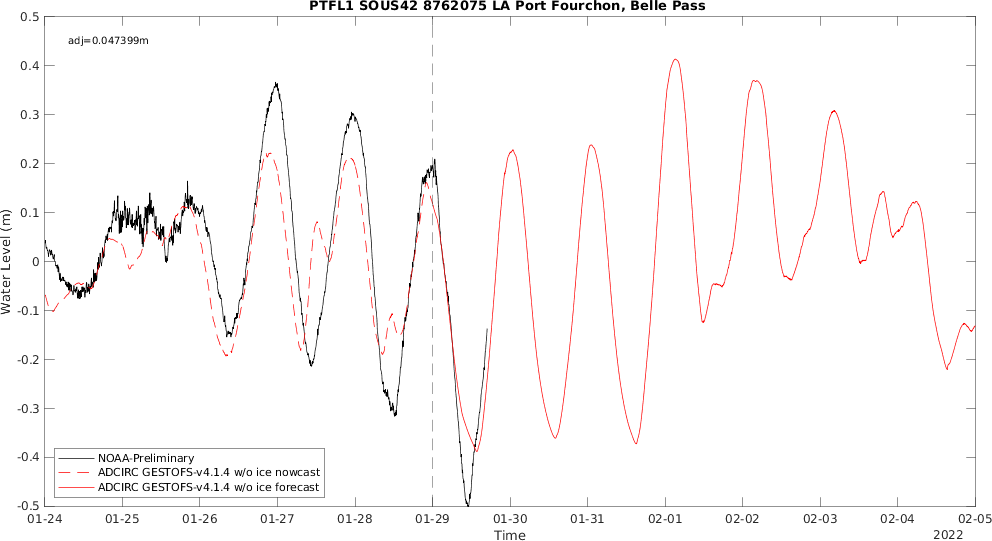 PTFL1 SOUS42 8762075 LA Port Fourchon, Belle Pass
adj=0.047399m
0.5
0.4
0.3
0.2
0.1
0
-0.1
-0.2
-0.3
-0.4
-0.5
Water Level (m)
NOAA-Preliminary
ADCIRC GESTOFS-v4.1.4 w/o ice nowcast
ADCIRC GESTOFS-v4.1.4 w/o ice forecast
01-24 01-25 01-26 01-27 01-28 01-29 01-30 01-31 02-01 02-02 02-03 02-04 02-05
Time
2022